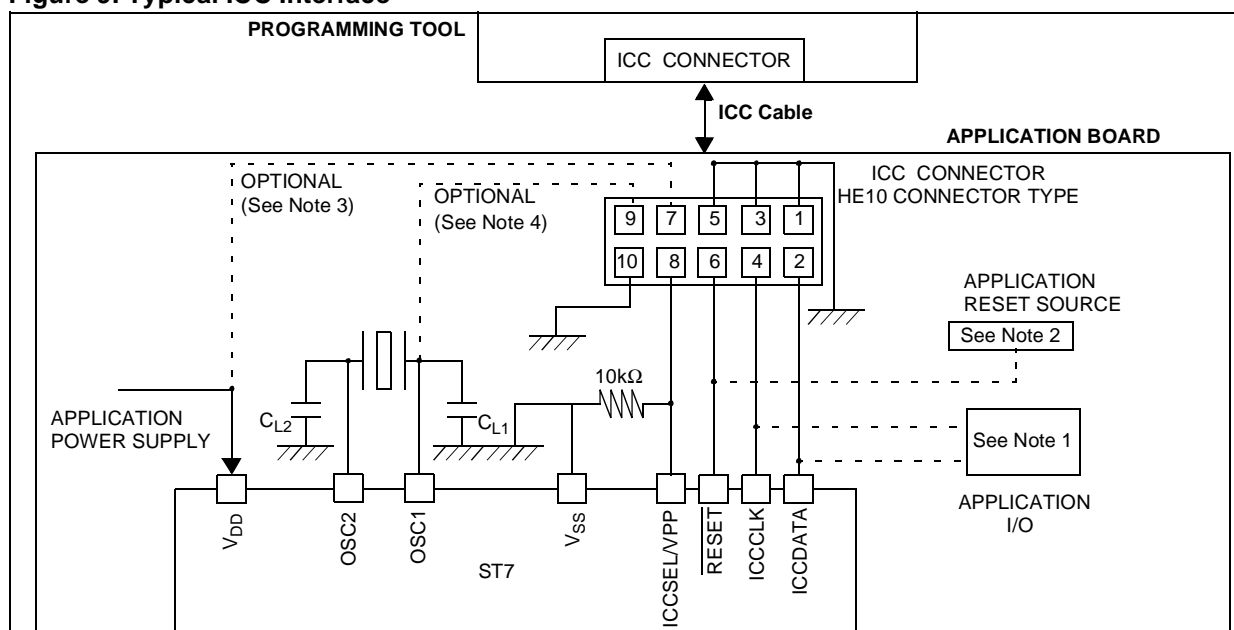 Figure 9. Typical ICC Interface
PROGRAMMING TOOL
ICC CONNECTOR
ICC Cable
APPLICATION BOARD
OPTIONAL
(See Note 3)
OPTIONAL
(See Note 4)
ICC CONNECTOR
HE10 CONNECTOR TYPE
9 7 5 3 1
10 8 6 4 2
APPLICATION
RESET SOURCE
See Note 2
10kΩ
APPLICATION
POWER SUPPLY
CL2
CL1
See Note 1
APPLICATION
I/O
VDD
OSC2
OSC1
VSS
ICCSEL/VPP
RESET
ICCCLK
ICCDATA
ST7